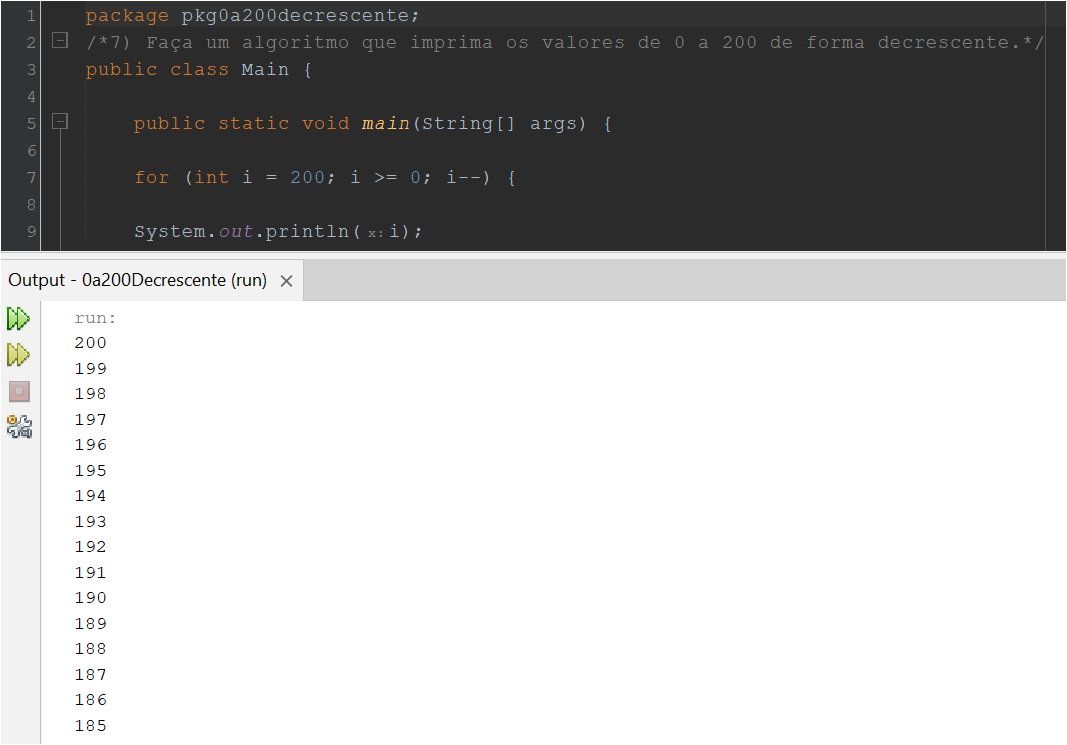 1 package pkg0a200decrescente;
2 /*7) Faça um algoritmo que imprima os valores de 0 a 200 de forma decrescente.*/
3 public class Main {
4
5 public static void main(String[] args) {
6
7 for (int i = 200; i >= 0; i--) {
8
9 System.out.println( x: i);
Output - 0a200Decrescente (run)
run:
200
199
198
197
196
195
194
193
192
191
190
189
188
187
186
185